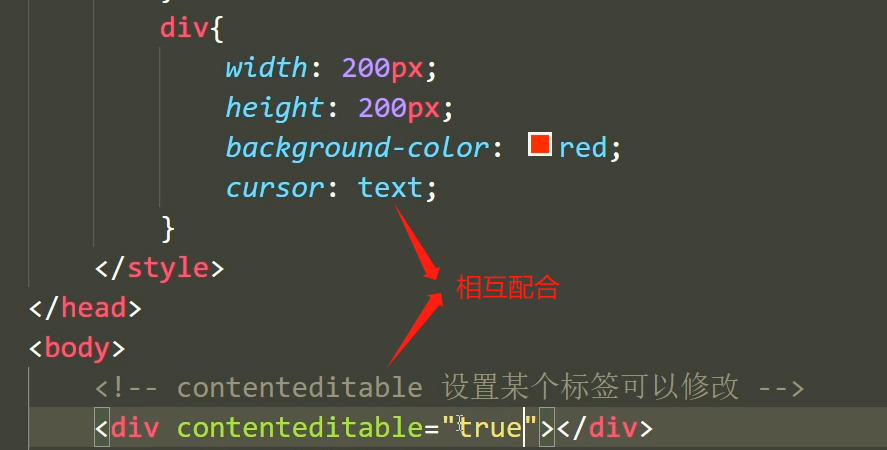 div{
width: 200px;
height: 200px;
background-color: red;
cursor: text;
}
</style>
相互配合
</head>
<body>
<!-- contenteditable 设置某个标签可以修改 -->
<div contenteditable="true"></div>